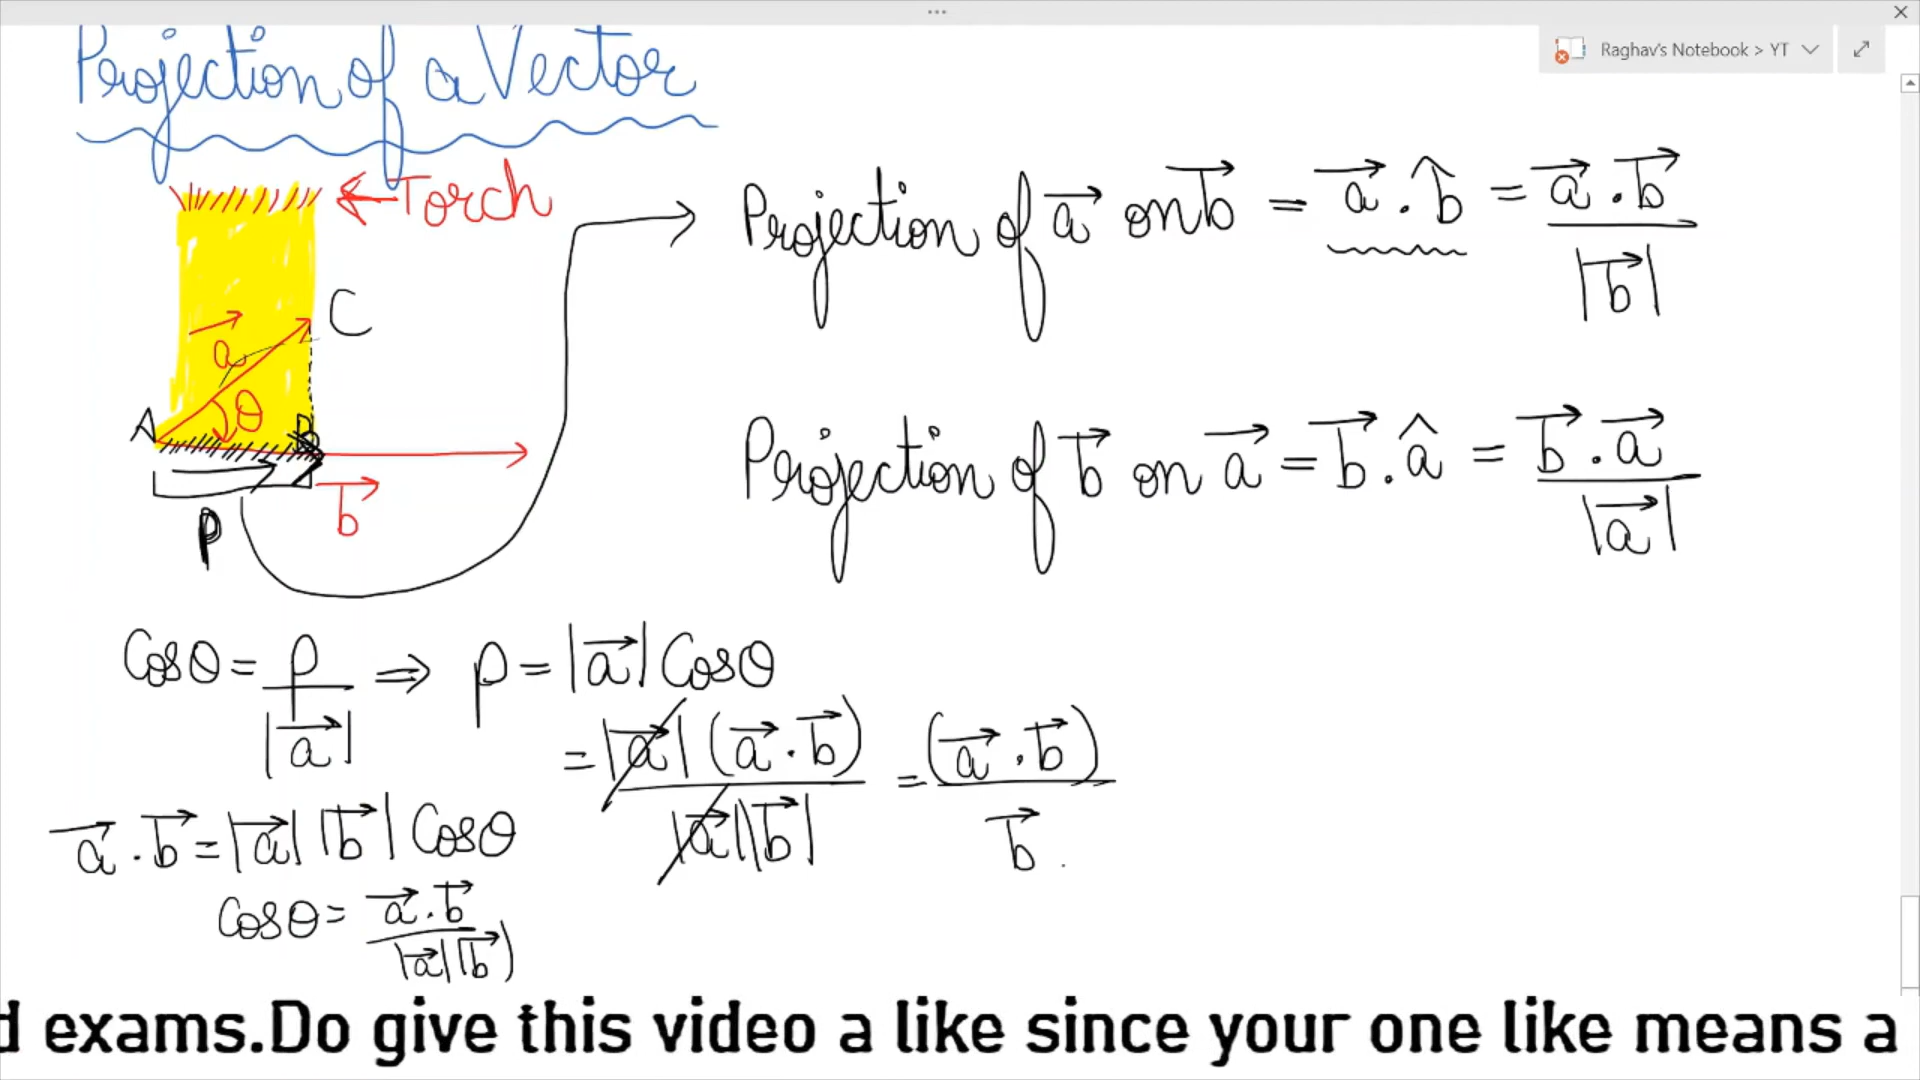 Raghav's Notebook > YT
Projection of a Vector
← Torch
C
a⃗
θ
A
B
b⃗
P
Projection of a⃗ on b⃗ = a⃗ . b̂ = a⃗ . b⃗ / |b⃗|
Projection of b⃗ on a⃗ = b⃗ . â = b⃗ . a⃗ / |a⃗|
Cosθ = P / |a⃗| ⇒ P = |a⃗| Cosθ
= |a⃗| (a⃗ . b⃗) / |a⃗||b⃗| = (a⃗ . b⃗) / b⃗
a⃗ . b⃗ = |a⃗| |b⃗| Cosθ
Cosθ = a⃗ . b⃗ / |a⃗||b⃗|
d exams.Do give this video a like since your one like means a